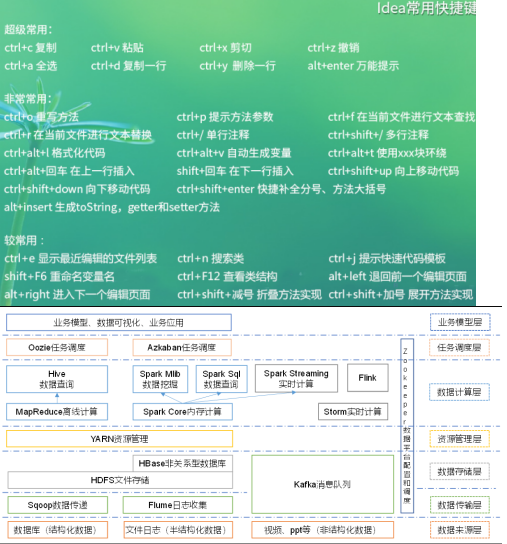 Idea常用快捷键
超级常用：
ctrl+c 复制 ctrl+v 粘贴 ctrl+x 剪切 ctrl+z 撤销
ctrl+a 全选 ctrl+d 复制一行 ctrl+y 删除一行 alt+enter 万能提示
非常常用：
ctrl+o 重写方法 ctrl+p 提示方法参数 ctrl+f 在当前文件进行文本查找
ctrl+r 在当前文件进行文本替换 ctrl+/ 单行注释 ctrl+shift+/ 多行注释
ctrl+alt+l 格式化代码 ctrl+alt+v 自动生成变量 ctrl+alt+t 使用xxx块环绕
ctrl+alt+回车 在上一行插入 shift+回车 在下一行插入 ctrl+shift+up 向上移动代码
ctrl+shift+down 向下移动代码 ctrl+shift+enter 快捷补全分号、方法大括号
alt+insert 生成toString，getter和setter方法
较常用：
ctrl+e 显示最近编辑的文件列表 ctrl+n 搜索类 ctrl+j 提示快速代码模板
shift+F6 重命名变量名 ctrl+F12 查看类结构 alt+left 退回前一个编辑页面
alt+right 进入下一个编辑页面 ctrl+shift+减号 折叠方法实现 ctrl+shift+加号 展开方法实现
业务模型、数据可视化、业务应用 业务模型层
Oozie任务调度 Azkaban任务调度 任务调度层
Zookeeper数据平台配置和调度
Hive
数据查询
Spark Mlib
数据挖掘
Spark Sql
数据查询
Spark Streaming
实时计算
Flink
数据计算层
MapReduce离线计算 Spark Core内存计算 Storm实时计算
YARN资源管理 资源管理层
HBase非关系型数据库
HDFS文件存储
数据存储层
Kafka消息队列
Sqoop数据传递 Flume日志收集 数据传输层
数据库（结构化数据） 文件日志（半结构化数据） 视频、ppt等（非结构化数据） 数据来源层